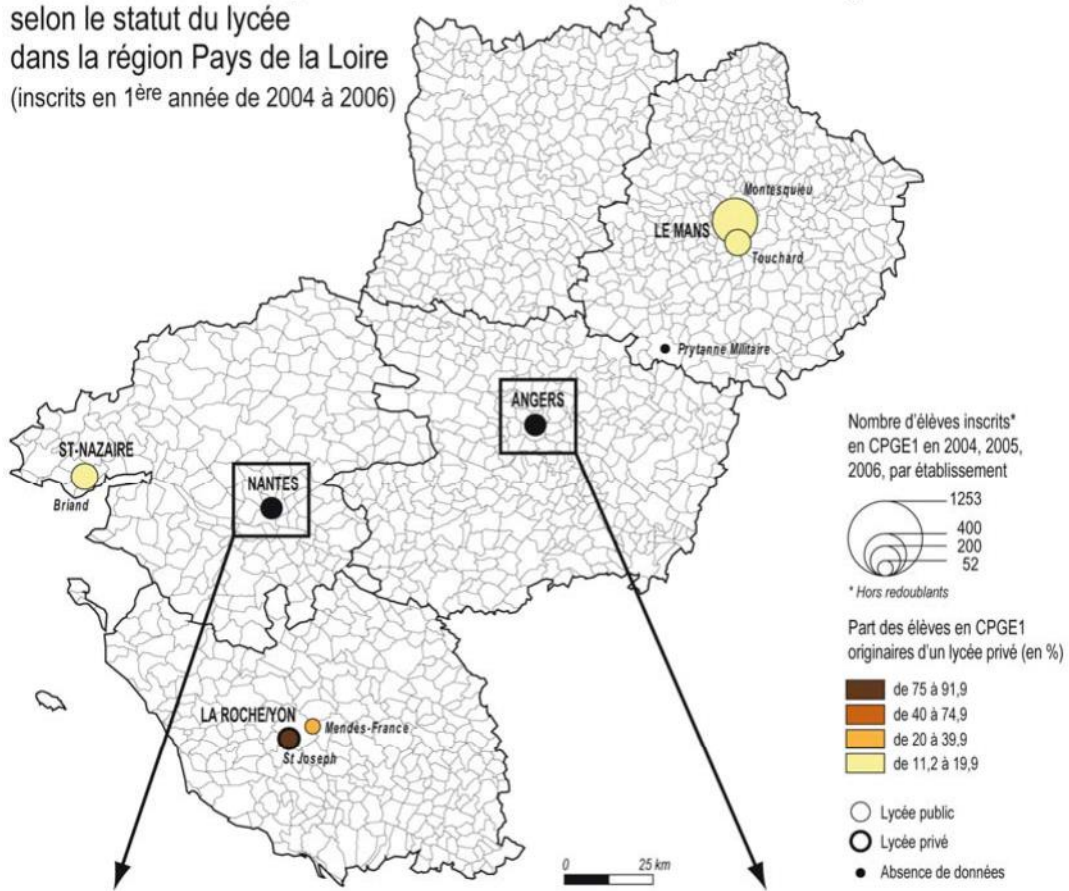 selon le statut du lycée
dans la région Pays de la Loire
(inscrits en 1ère année de 2004 à 2006)
Montesquieu
LE MANS
Touchard
Prytanne Militaire
ANGERS
ST-NAZAIRE
Briand
NANTES
LA ROCHE/YON
Mendès-France
St Joseph
Nombre d'élèves inscrits*
en CPGE1 en 2004, 2005,
2006, par établissement
1253
400
200
52
* Hors redoublants
Part des élèves en CPGE1
originaires d'un lycée privé (en %)
de 75 à 91,9
de 40 à 74,9
de 20 à 39,9
de 11,2 à 19,9
Lycée public
Lycée privé
Absence de données
0 25 km